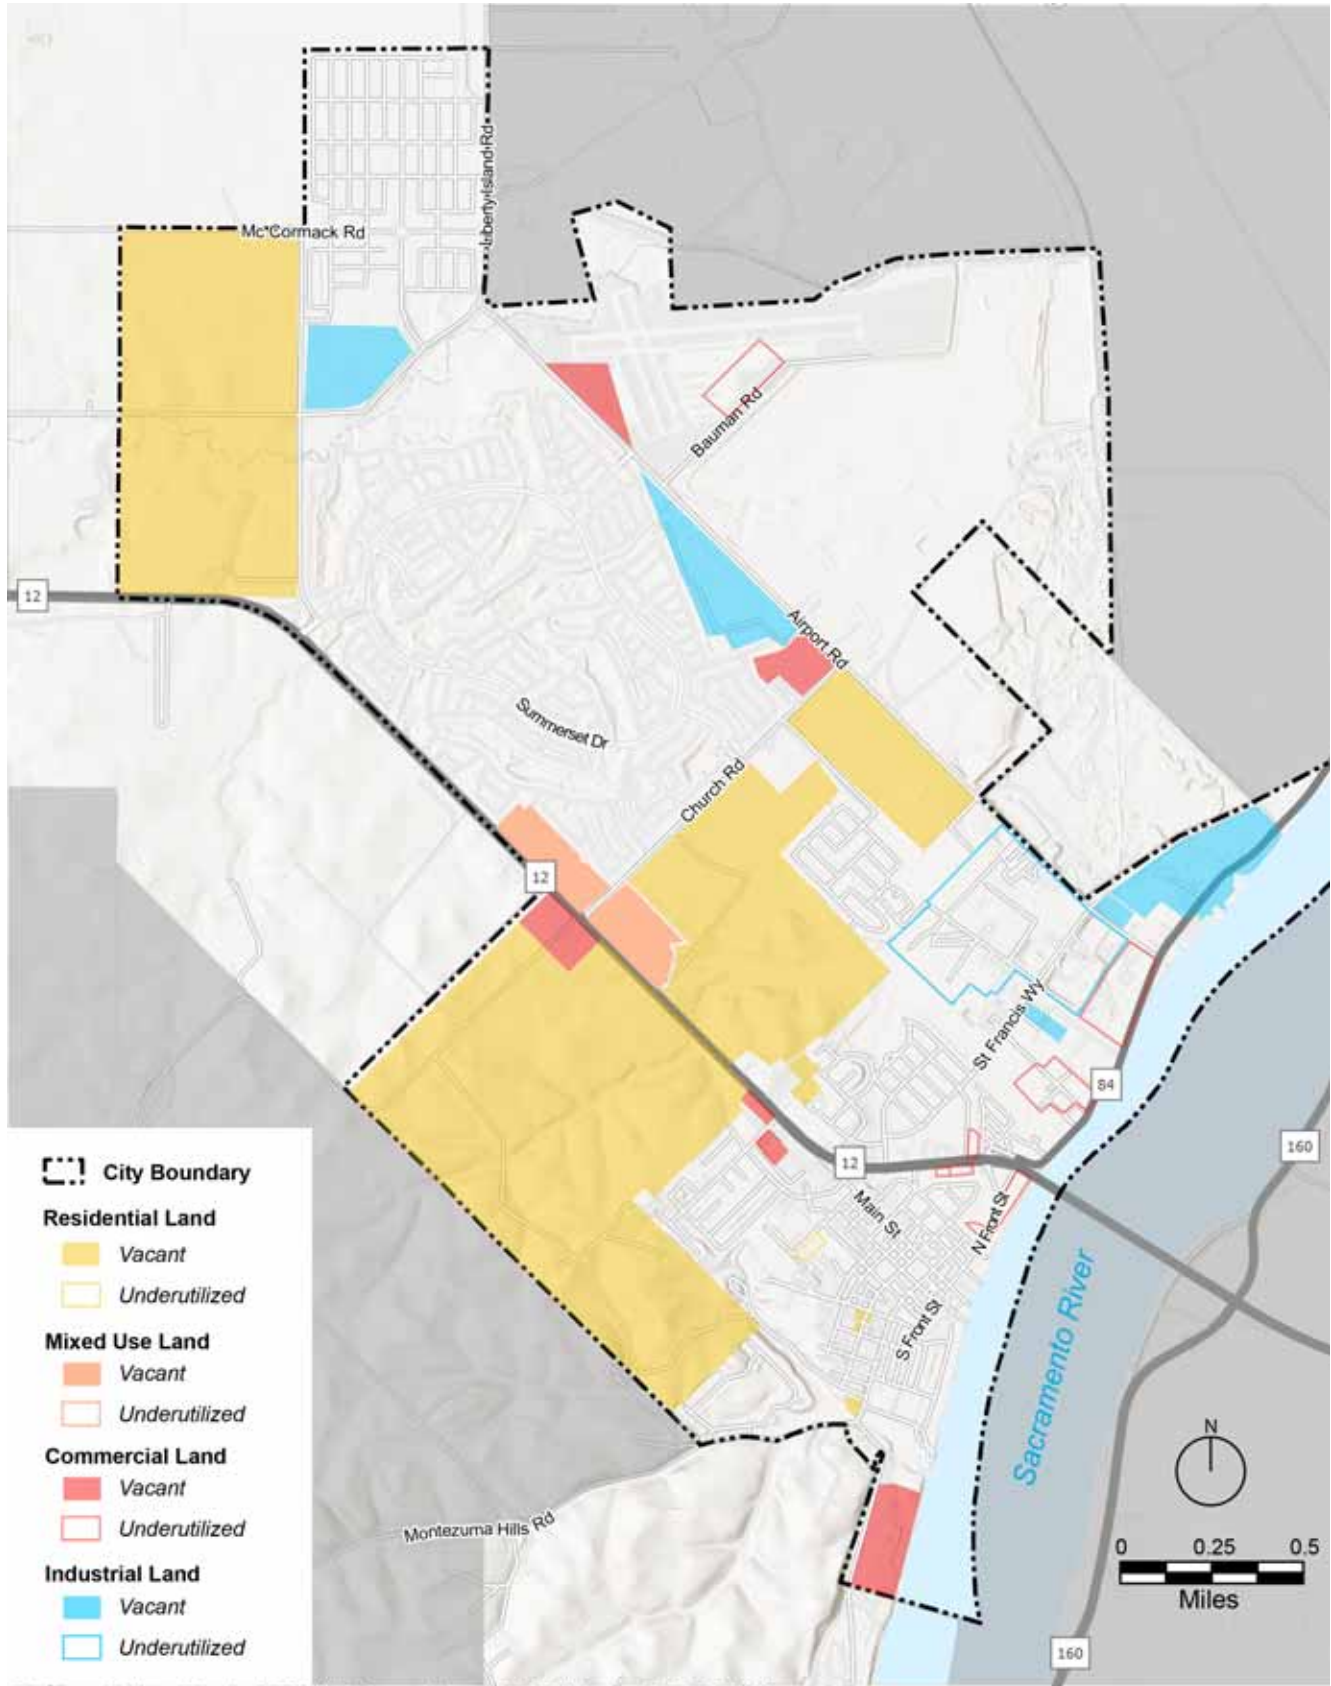 Liberty Island Rd
Mc Cormack Rd
Bauman Rd
12
Airport Rd
Summerset Dr
Church Rd
12
St Francis Wy
84
160
12
Main St
N Front St
S Front St
Sacramento River
Montezuma Hills Rd
160
City Boundary
Residential Land
Vacant
Underutilized
Mixed Use Land
Vacant
Underutilized
Commercial Land
Vacant
Underutilized
Industrial Land
Vacant
Underutilized
N
0 0.25 0.5
Miles